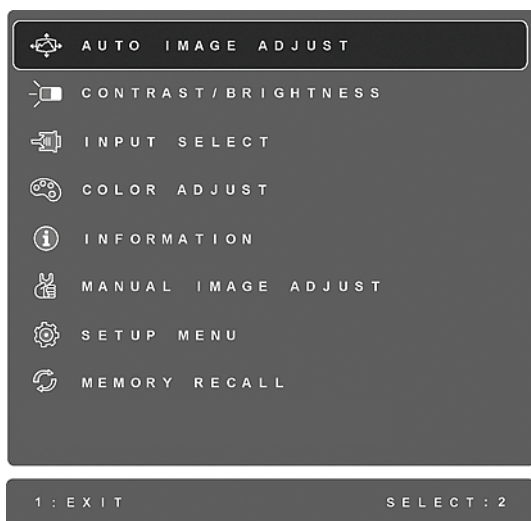 AUTO IMAGE ADJUST
CONTRAST/BRIGHTNESS
INPUT SELECT
COLOR ADJUST
INFORMATION
MANUAL IMAGE ADJUST
SETUP MENU
MEMORY RECALL
1:EXIT SELECT:2